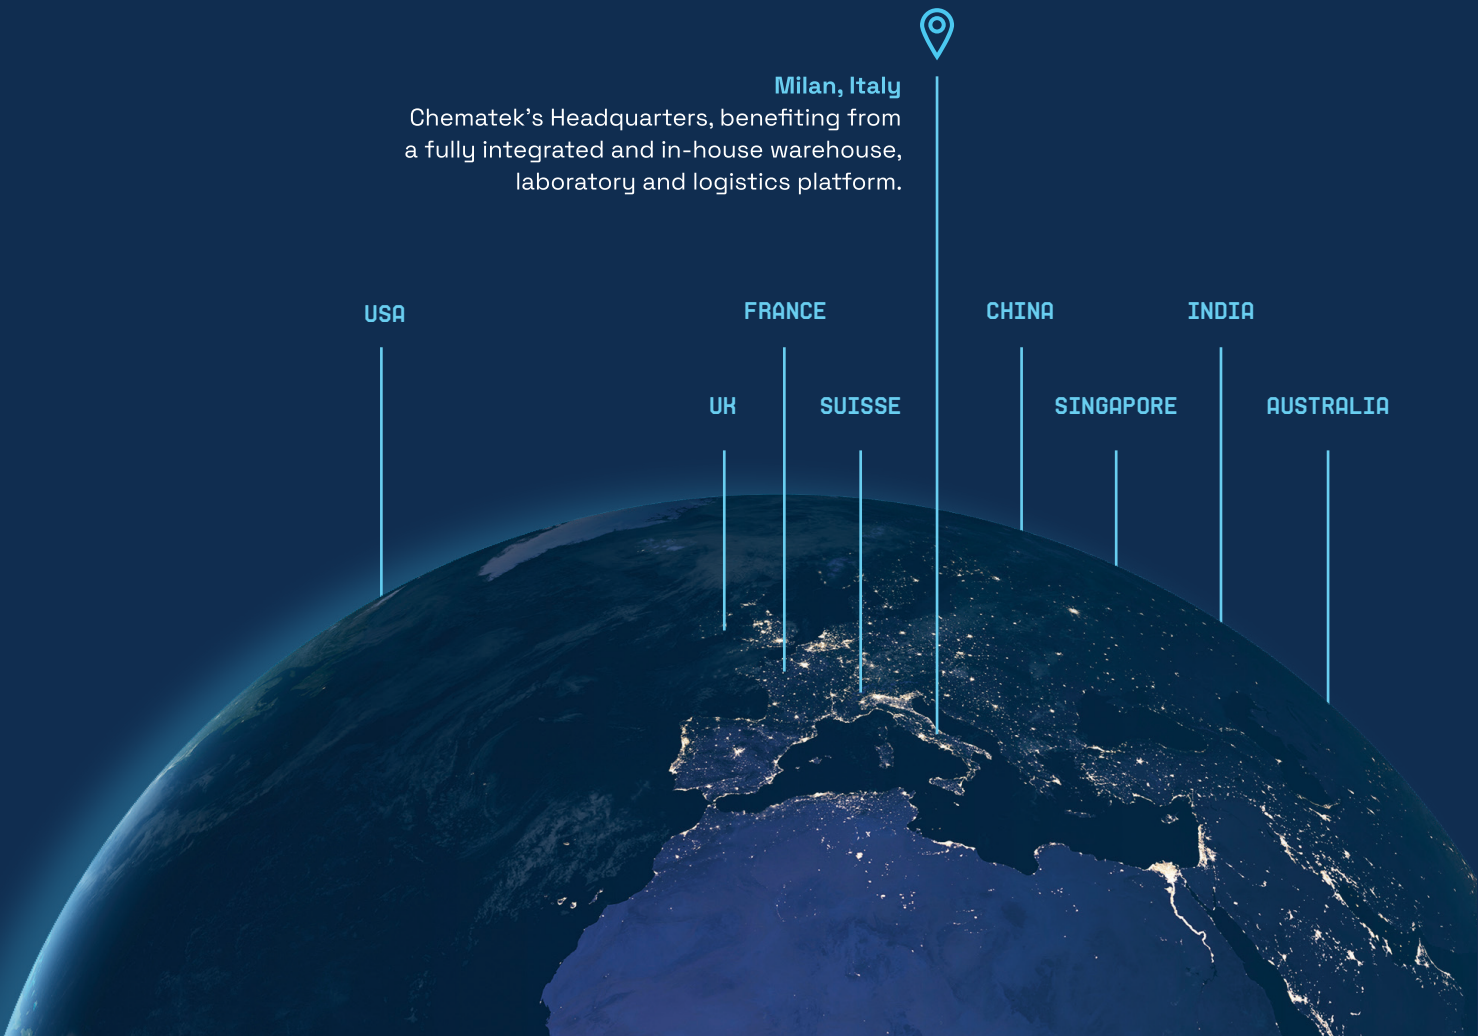 Milan, Italy
Chematek’s Headquarters, benefiting from
a fully integrated and in-house warehouse,
laboratory and logistics platform.
USA
FRANCE
CHINA
INDIA
UK
SUISSE
SINGAPORE
AUSTRALIA